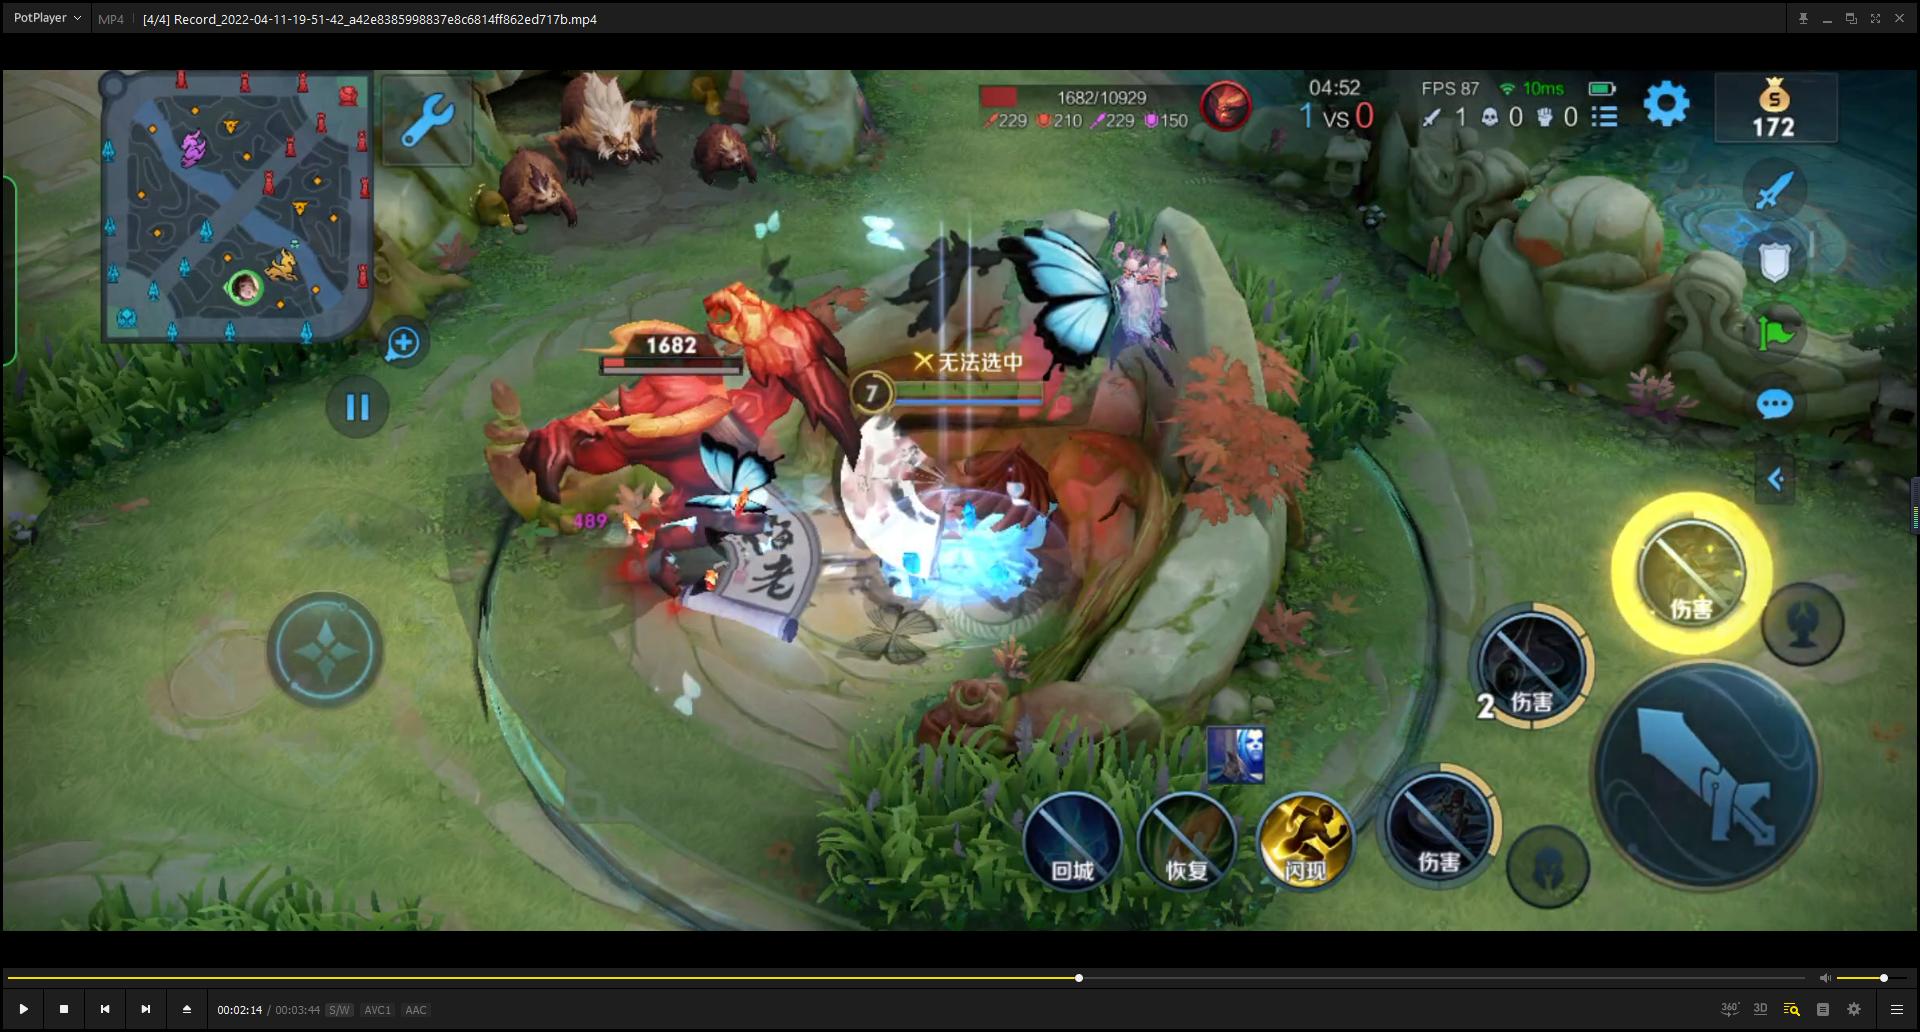 PotPlayer
MP4
[4/4] Record_2022-04-11-19-51-42_a42e8385998837e8c6814ff862ed717b.mp4
1682/10929
229 210 229 150
04:52
1 VS 0
FPS 87 10ms
1 0 0
172
1682
无法选中
7
489
老
伤害
2 伤害
伤害
回城
恢复
闪现
00:02:14 / 00:03:44 S/W AVC1 AAC
360° 3D